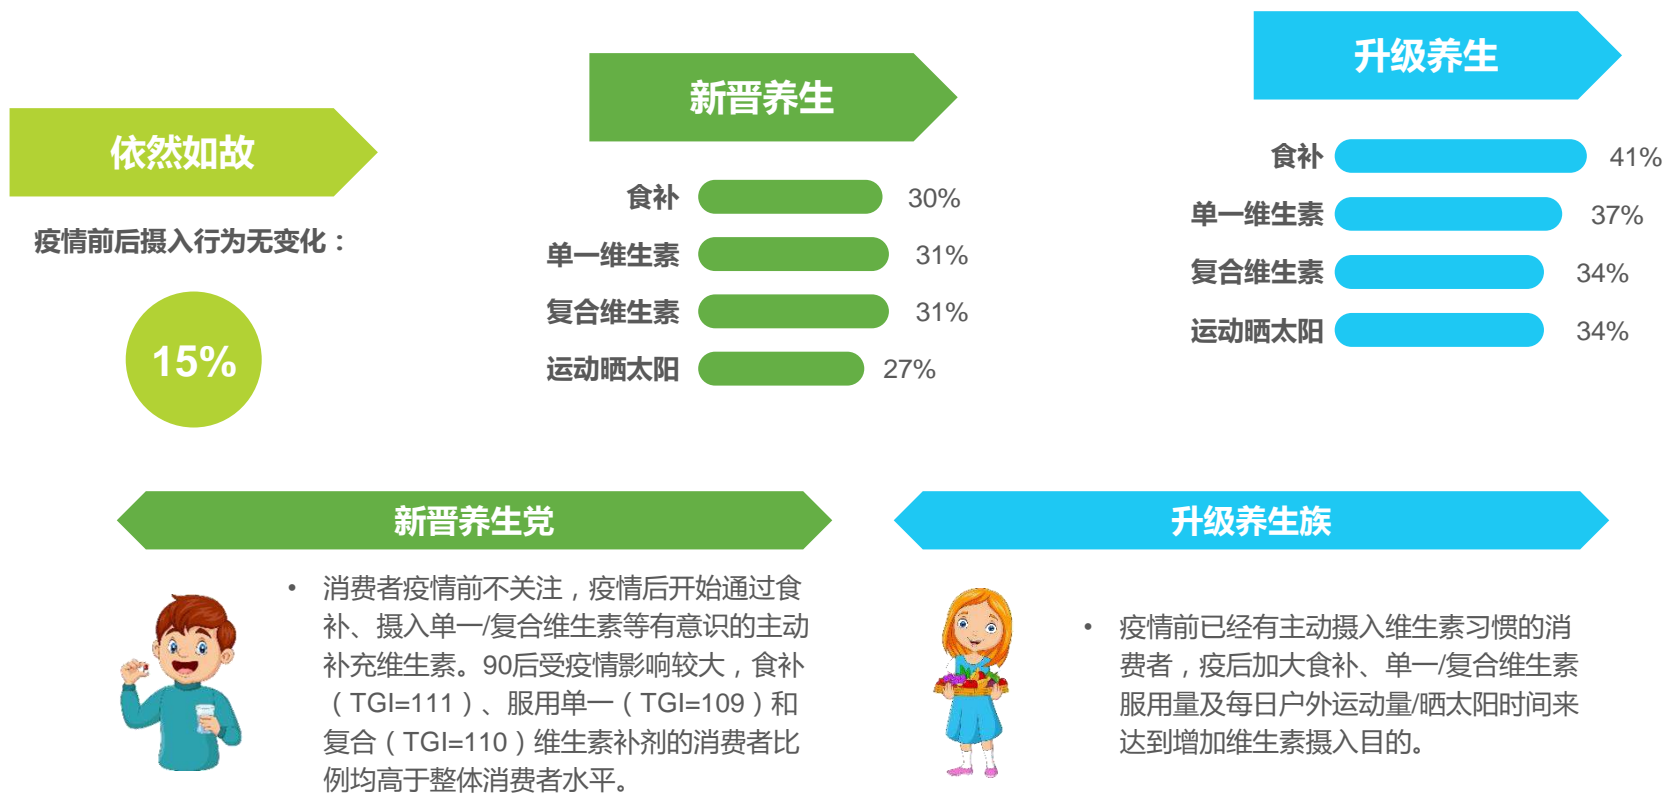 依然如故
疫情前后摄入行为无变化：
15%
新晋养生
食补 30%
单一维生素 31%
复合维生素 31%
运动晒太阳 27%
升级养生
食补 41%
单一维生素 37%
复合维生素 34%
运动晒太阳 34%
新晋养生党
• 消费者疫情前不关注，疫情后开始通过食
补、摄入单一/复合维生素等有意识的主动
补充维生素。90后受疫情影响较大，食补
（TGI=111）、服用单一（TGI=109）和
复合（TGI=110）维生素补剂的消费者比
例均高于整体消费者水平。
升级养生族
• 疫情前已经有主动摄入维生素习惯的消
费者，疫后加大食补、单一/复合维生素
服用量及每日户外运动量/晒太阳时间来
达到增加维生素摄入目的。